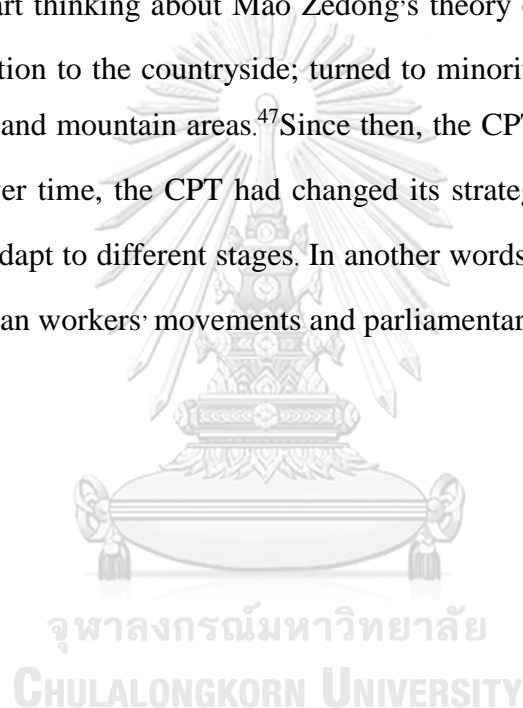 art thinking about Mao Zedong's theory o
tion to the countryside; turned to minorit
and mountain areas.47Since then, the CPT
er time, the CPT had changed its strateg
dapt to different stages. In another words
an workers' movements and parliamentar
จุฬาลงกรณ์มหาวิทยาลัย
CHULALONGKORN UNIVERSITY